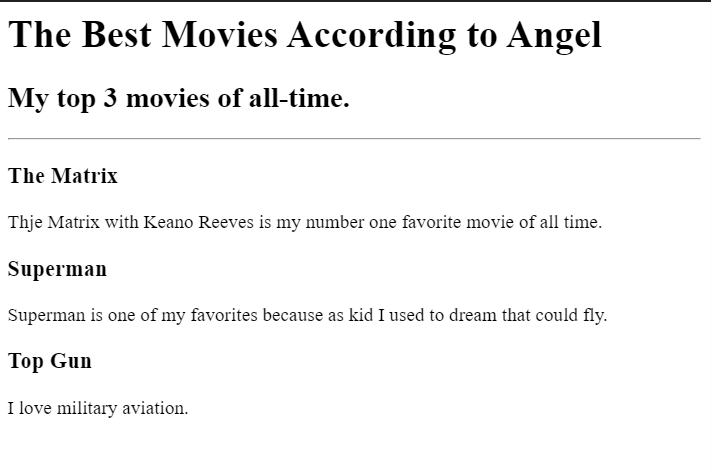 The Best Movies According to Angel
My top 3 movies of all-time.
The Matrix
Thje Matrix with Keano Reeves is my number one favorite movie of all time.
Superman
Superman is one of my favorites because as kid I used to dream that could fly.
Top Gun
I love military aviation.